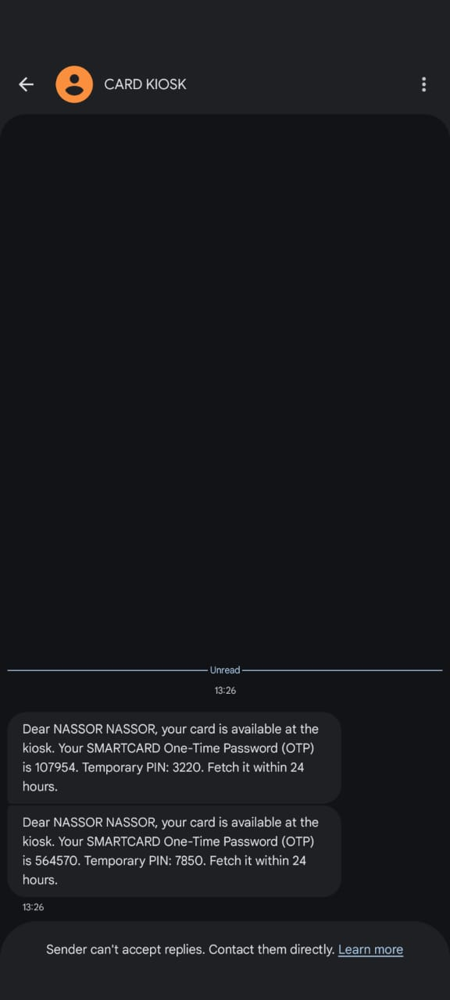 CARD KIOSK
Unread
13:26
Dear NASSOR NASSOR, your card is available at the
kiosk. Your SMARTCARD One-Time Password (OTP)
is 107954. Temporary PIN: 3220. Fetch it within 24
hours.
Dear NASSOR NASSOR, your card is available at the
kiosk. Your SMARTCARD One-Time Password (OTP)
is 564570. Temporary PIN: 7850. Fetch it within 24
hours.
13:26
Sender can't accept replies. Contact them directly. Learn more